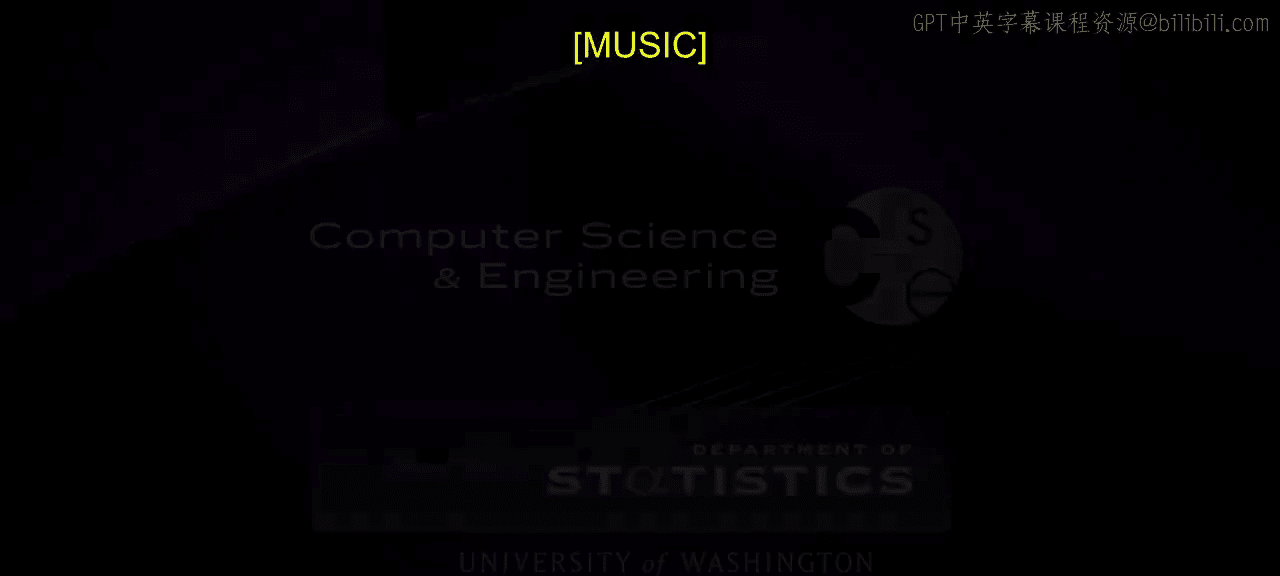 GPT中英字幕课程资源@bilibili.com
[MUSIC]
Computer Science
& Engineering
S
DEPARTMENT OF
STαTISTICS
UNIVERSITY of WASHINGTON